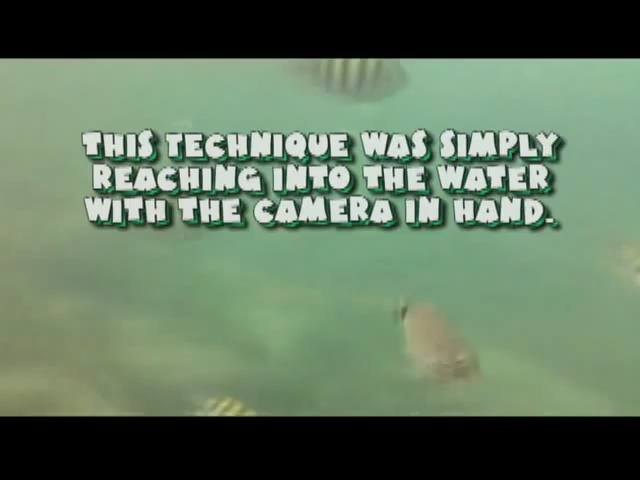 THIS TECHNIQUE WAS SIMPLY
REACHING INTO THE WATER
WITH THE CAMERA IN HAND.